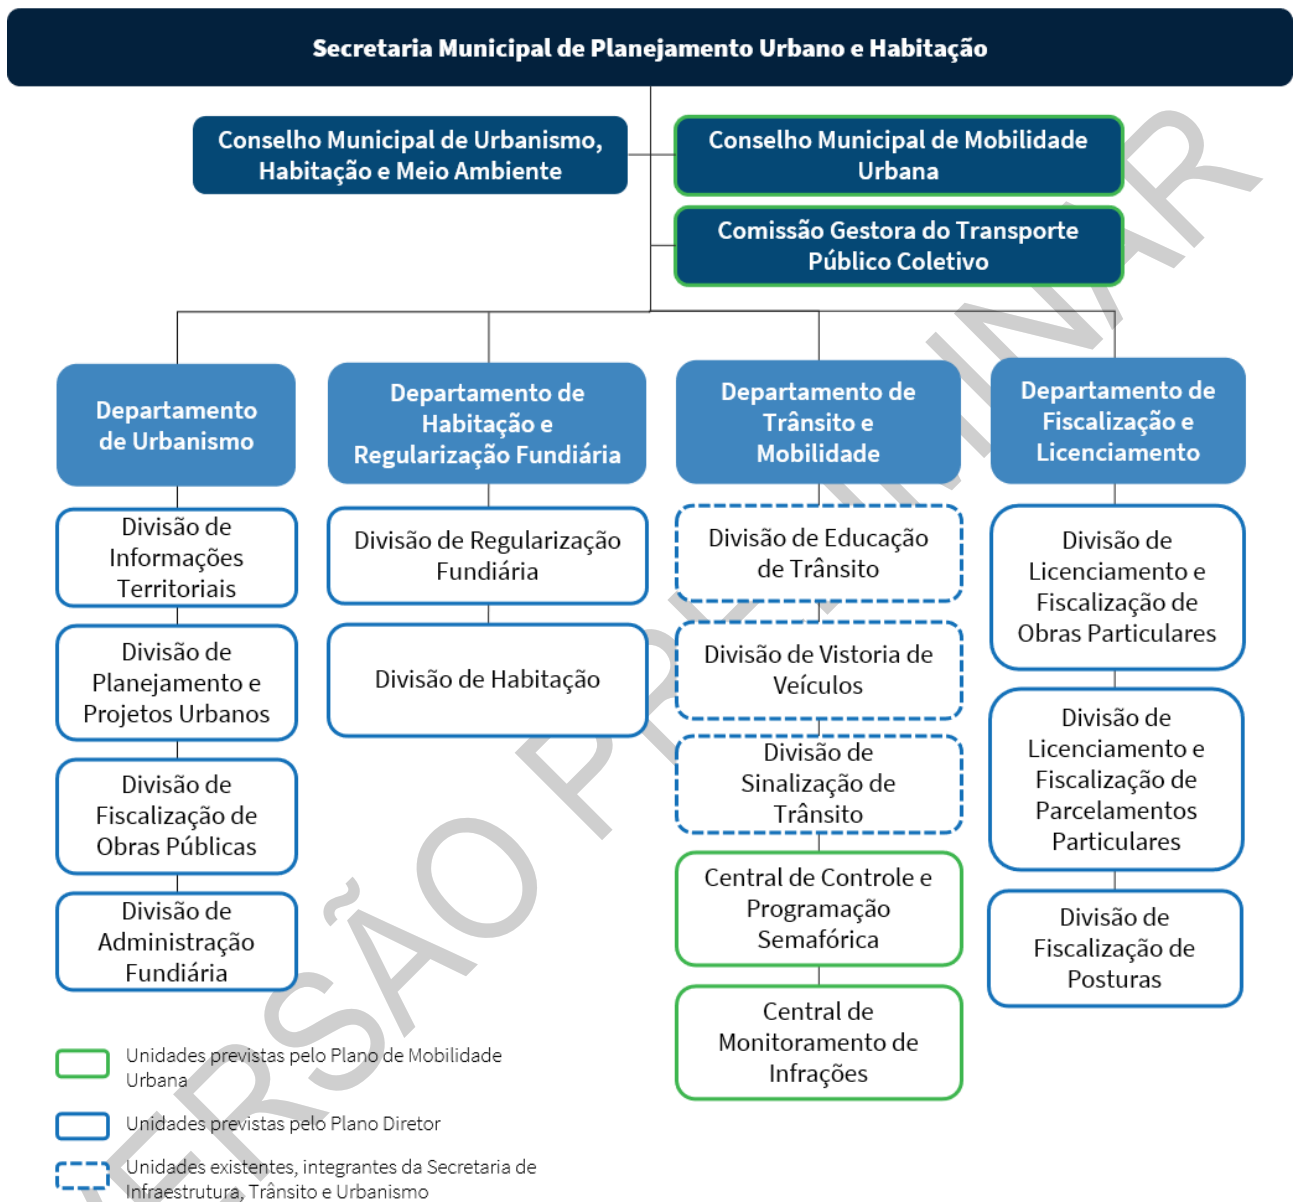 Secretaria Municipal de Planejamento Urbano e Habitação
Conselho Municipal de Urbanismo,
Habitação e Meio Ambiente
Conselho Municipal de Mobilidade
Urbana
Comissão Gestora do Transporte
Público Coletivo
Departamento
de Urbanismo
Departamento de
Habitação e
Regularização Fundiária
Departamento de
Trânsito e
Mobilidade
Departamento de
Fiscalização e
Licenciamento
Divisão de
Informações
Territoriais
Divisão de
Planejamento e
Projetos Urbanos
Divisão de
Fiscalização de
Obras Públicas
Divisão de
Administração
Fundiária
Divisão de Regularização
Fundiária
Divisão de Habitação
Divisão de Educação
de Trânsito
Divisão de Vistoria de
Veículos
Divisão de
Sinalização de
Trânsito
Central de Controle e
Programação
Semafórica
Central de
Monitoramento de
Infrações
Divisão de
Licenciamento e
Fiscalização de
Obras Particulares
Divisão de
Licenciamento e
Fiscalização de
Parcelamentos
Particulares
Divisão de
Fiscalização de
Posturas
Unidades previstas pelo Plano de Mobilidade
Urbana
Unidades previstas pelo Plano Diretor
Unidades existentes, integrantes da Secretaria de
Infraestrutura, Trânsito e Urbanismo
VERSÃO PRELIMINAR